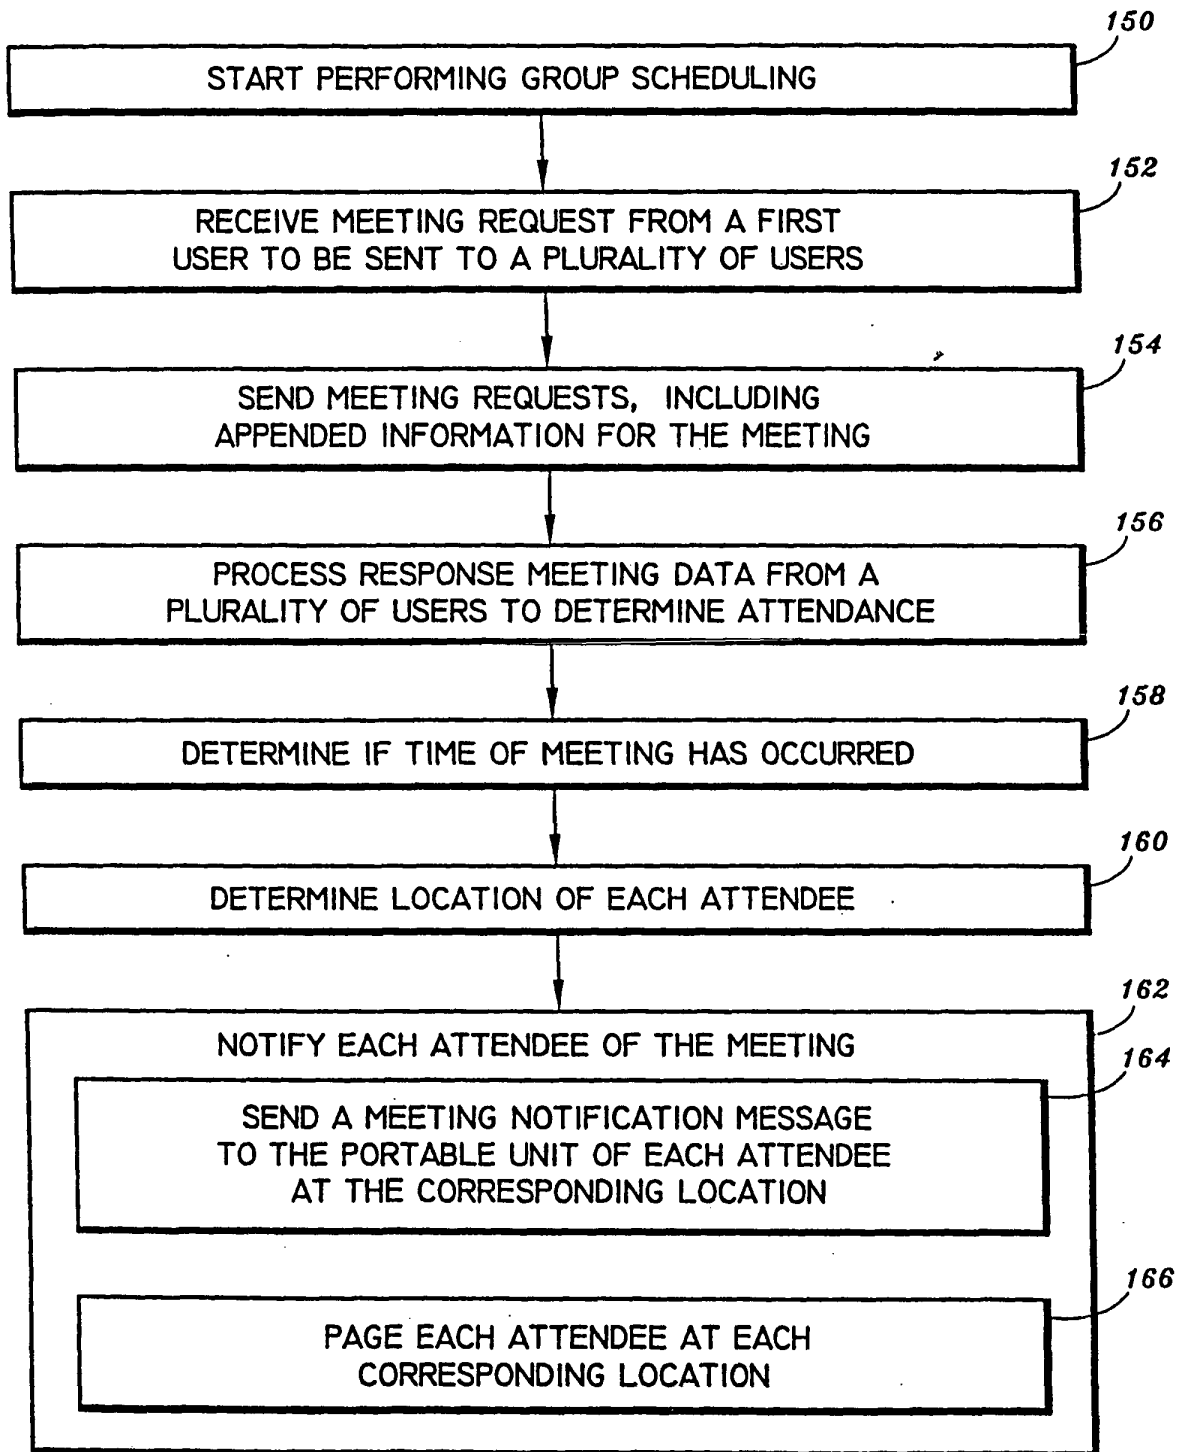 150
START PERFORMING GROUP SCHEDULING
152
RECEIVE MEETING REQUEST FROM A FIRST
USER TO BE SENT TO A PLURALITY OF USERS
154
SEND MEETING REQUESTS, INCLUDING
APPENDED INFORMATION FOR THE MEETING
156
PROCESS RESPONSE MEETING DATA FROM A
PLURALITY OF USERS TO DETERMINE ATTENDANCE
158
DETERMINE IF TIME OF MEETING HAS OCCURRED
160
DETERMINE LOCATION OF EACH ATTENDEE
162
NOTIFY EACH ATTENDEE OF THE MEETING
164
SEND A MEETING NOTIFICATION MESSAGE
TO THE PORTABLE UNIT OF EACH ATTENDEE
AT THE CORRESPONDING LOCATION
166
PAGE EACH ATTENDEE AT EACH
CORRESPONDING LOCATION